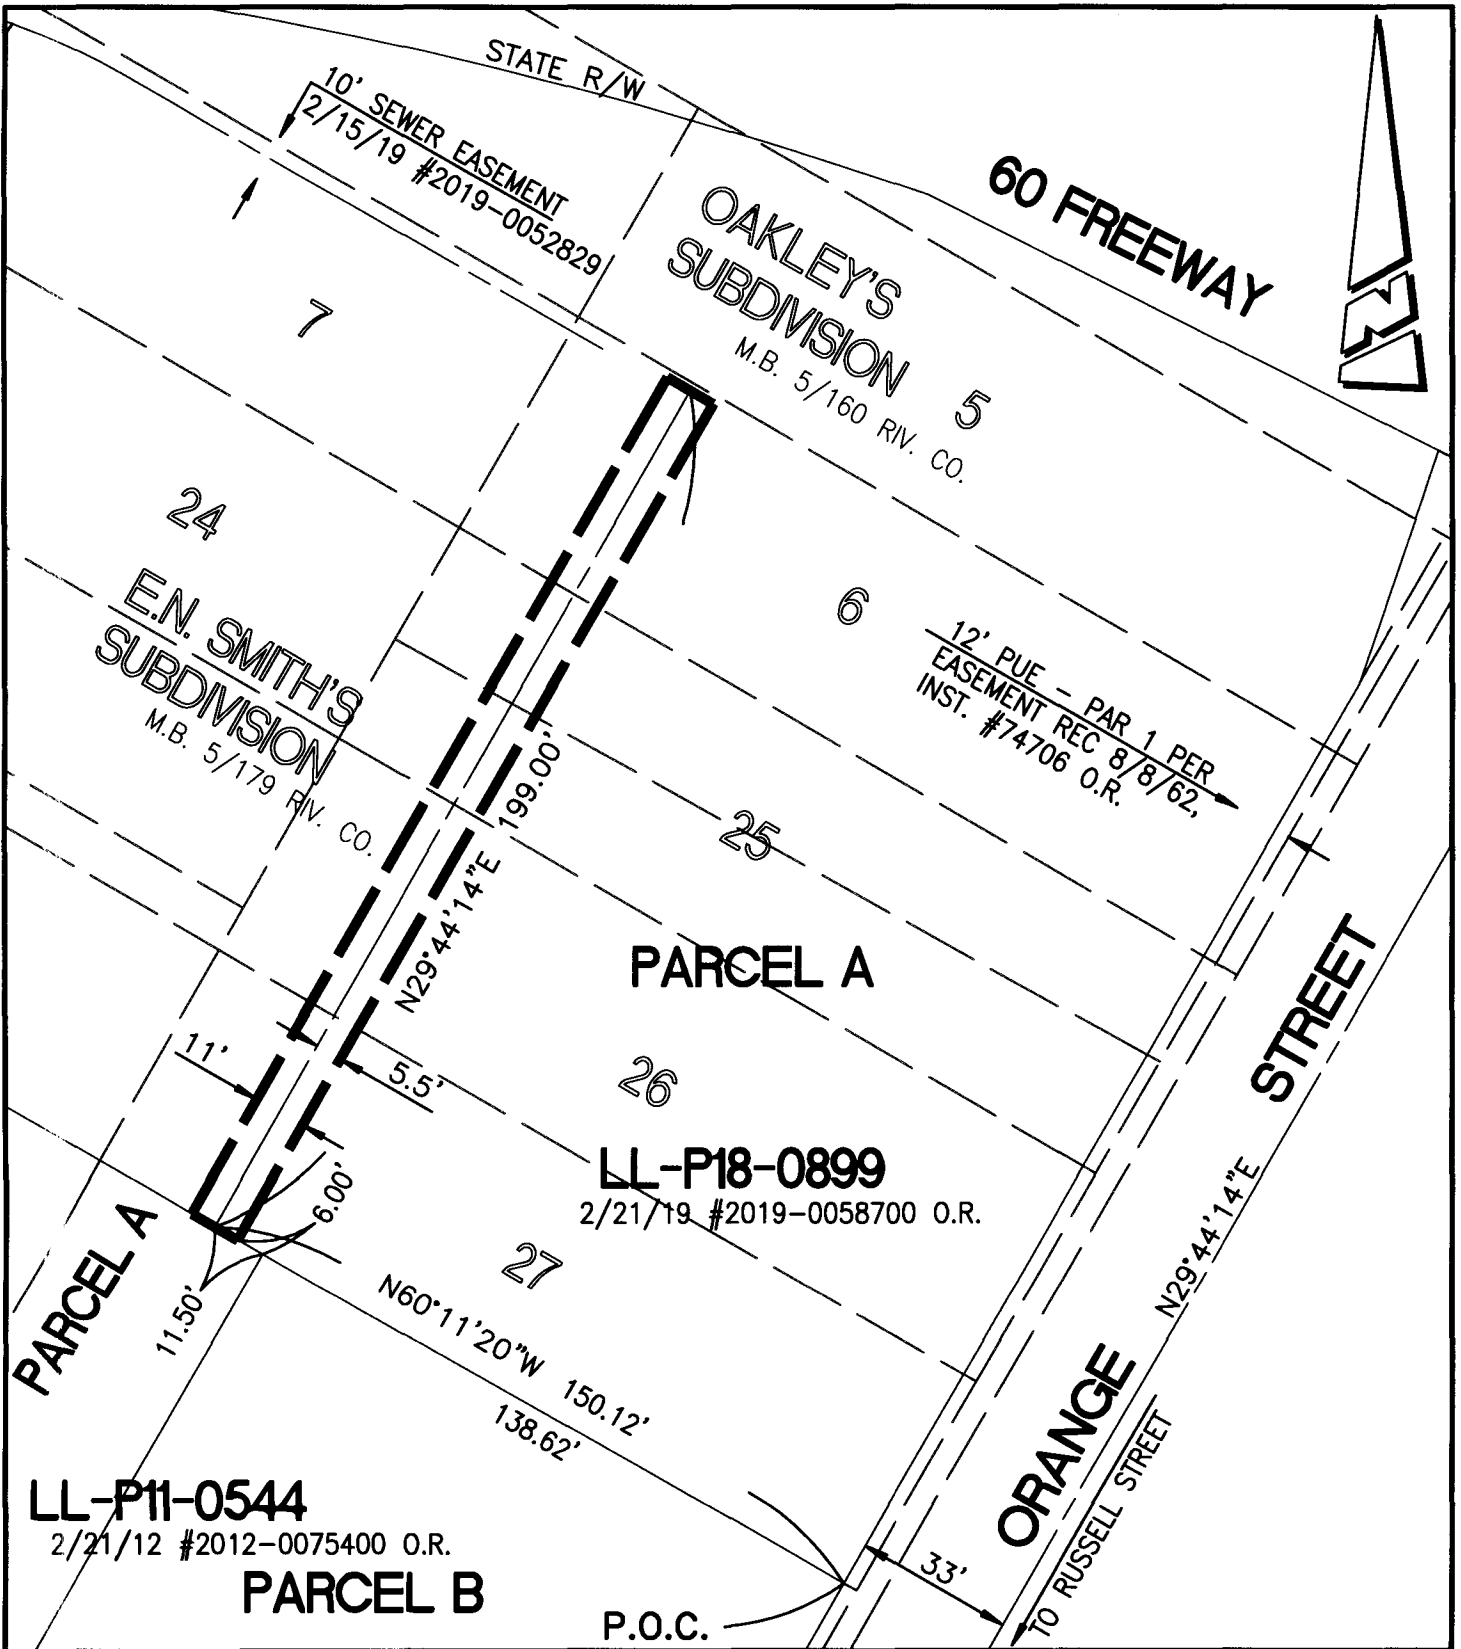 STATE R/W
10' SEWER EASEMENT
2/15/19 #2019-0052829
60 FREEWAY
OAKLEY'S
SUBDIVISION
M.B. 5/160 RIV. CO.
5
7
24
E.N. SMITH'S
SUBDIVISION
M.B. 5/179 RIV. CO.
6
12' PUE - PAR 1 PER
EASEMENT REC 8/8/62,
INST. #74706 O.R.
25
N29°44'14"E 199.00'
PARCEL A
26
11'
5.5'
LL-P18-0899
2/21/19 #2019-0058700 O.R.
6.00'
27
PARCEL A
11.50'
N60°11'20"W 150.12'
138.62'
ORANGE STREET
N29°44'14"E
TO RUSSELL STREET
33'
LL-P11-0544
2/21/12 #2012-0075400 O.R.
PARCEL B
P.O.C.